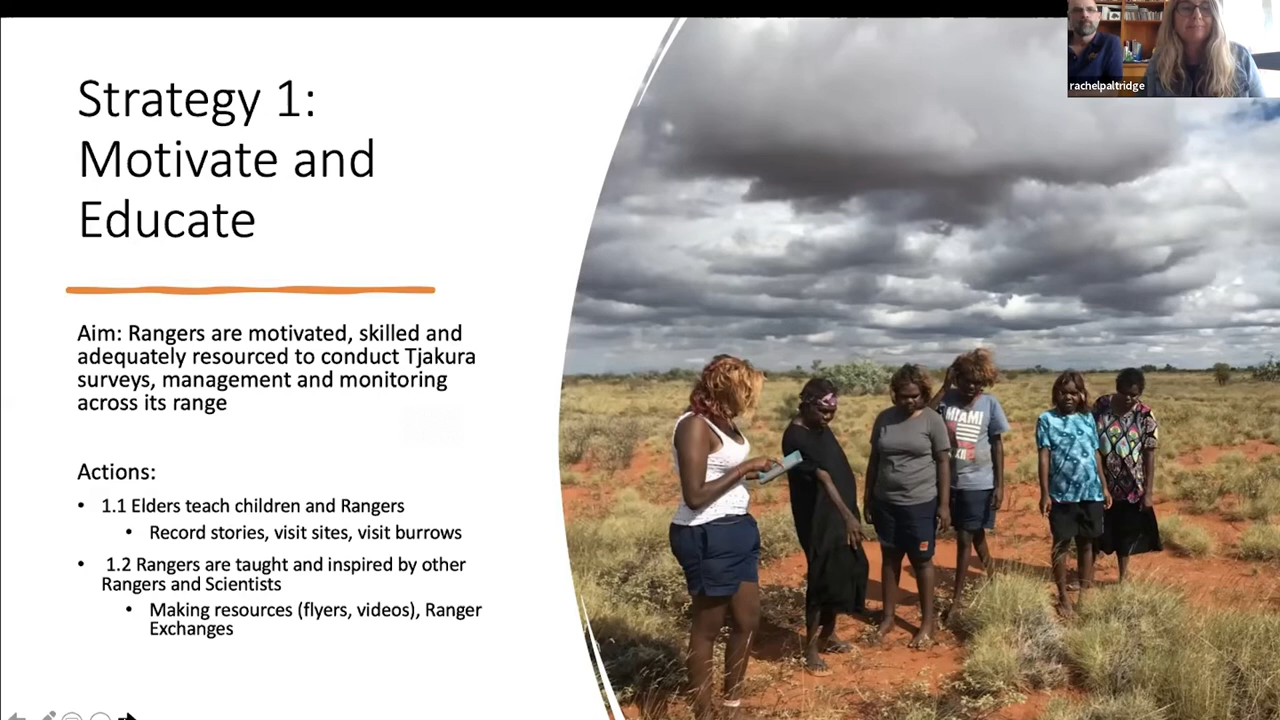 Strategy 1:
Motivate and
Educate
Aim: Rangers are motivated, skilled and
adequately resourced to conduct Tjakura
surveys, management and monitoring
across its range
Actions:
• 1.1 Elders teach children and Rangers
• Record stories, visit sites, visit burrows
• 1.2 Rangers are taught and inspired by other
Rangers and Scientists
• Making resources (flyers, videos), Ranger
Exchanges
rachelpaltridge
MIAMI